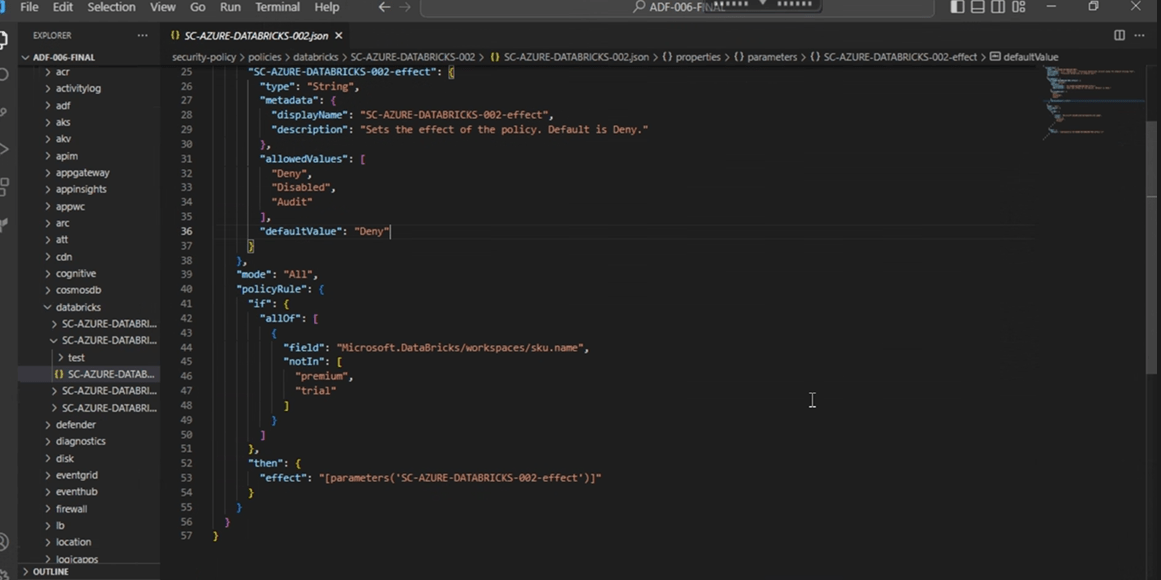 File Edit Selection View Go Run Terminal Help
ADF-006-FINAL
EXPLORER
SC-AZURE-DATABRICKS-002.json
ADF-006-FINAL
security-policy > policies > databricks > SC-AZURE-DATABRICKS-002 > {} SC-AZURE-DATABRICKS-002.json > {} properties > {} parameters > {} SC-AZURE-DATABRICKS-002-effect > defaultValue
acr
activitylog
adf
aks
akv
apim
appgateway
appinsights
appwc
arc
att
cdn
cognitive
cosmosdb
databricks
SC-AZURE-DATABRI...
SC-AZURE-DATABRI...
test
{} SC-AZURE-DATAB...
SC-AZURE-DATABRI...
SC-AZURE-DATABRI...
defender
diagnostics
disk
eventgrid
eventhub
firewall
lb
location
logicapps
OUTLINE
25 "SC-AZURE-DATABRICKS-002-effect": {
26 "type": "String",
27 "metadata": {
28 "displayName": "SC-AZURE-DATABRICKS-002-effect",
29 "description": "Sets the effect of the policy. Default is Deny."
30 },
31 "allowedValues": [
32 "Deny",
33 "Disabled",
34 "Audit"
35 ],
36 "defaultValue": "Deny"
37 }
38 },
39 "mode": "All",
40 "policyRule": {
41 "if": {
42 "allOf": [
43 {
44 "field": "Microsoft.DataBricks/workspaces/sku.name",
45 "notIn": [
46 "premium",
47 "trial"
48 ]
49 }
50 ]
51 },
52 "then": {
53 "effect": "[parameters('SC-AZURE-DATABRICKS-002-effect')]"
54 }
55 }
56 }
57 }